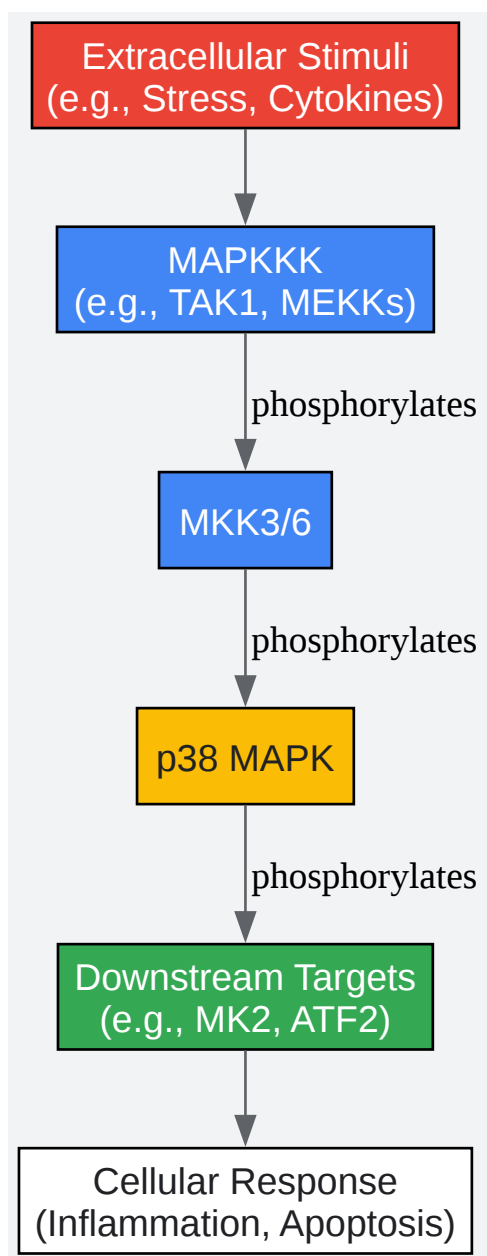 Extracellular Stimuli
(e.g., Stress, Cytokines)
MAPKKK
(e.g., TAK1, MEKKs)
phosphorylates
MKK3/6
phosphorylates
p38 MAPK
phosphorylates
Downstream Targets
(e.g., MK2, ATF2)
Cellular Response
(Inflammation, Apoptosis)